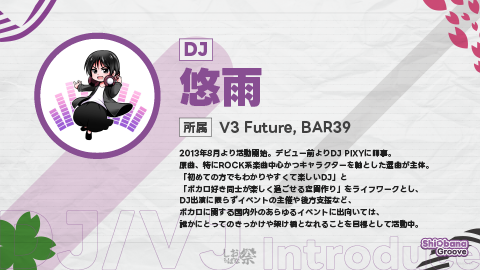 DJ
悠雨
所属 V3 Future, BAR39
2013年8月より活動開始。デビュー前よりDJ PIXYに師事。
原曲、特にROCK系楽曲中心かつキャラクターを軸とした選曲が主体。
「初めての方でもわかりやすくて楽しいDJ」と
「ボカロ好き同士が楽しく過ごせる空間作り」をライフワークとし、
DJ出演に限らずイベントの主催や後方支援など、
ボカロに関する国内外のあらゆるイベントに出向いては、
誰かにとってのきっかけや架け橋となれることを目標として活動中。
DJ/VJ Introduce
ShiObana
Groove